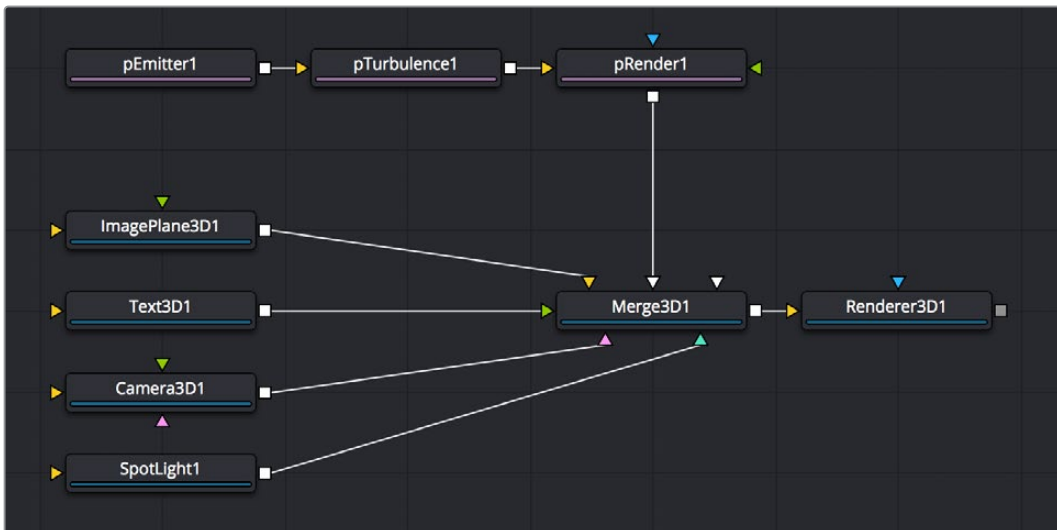 pEmitter1
pTurbulence1
pRender1
ImagePlane3D1
Text3D1
Merge3D1
Renderer3D1
Camera3D1
SpotLight1